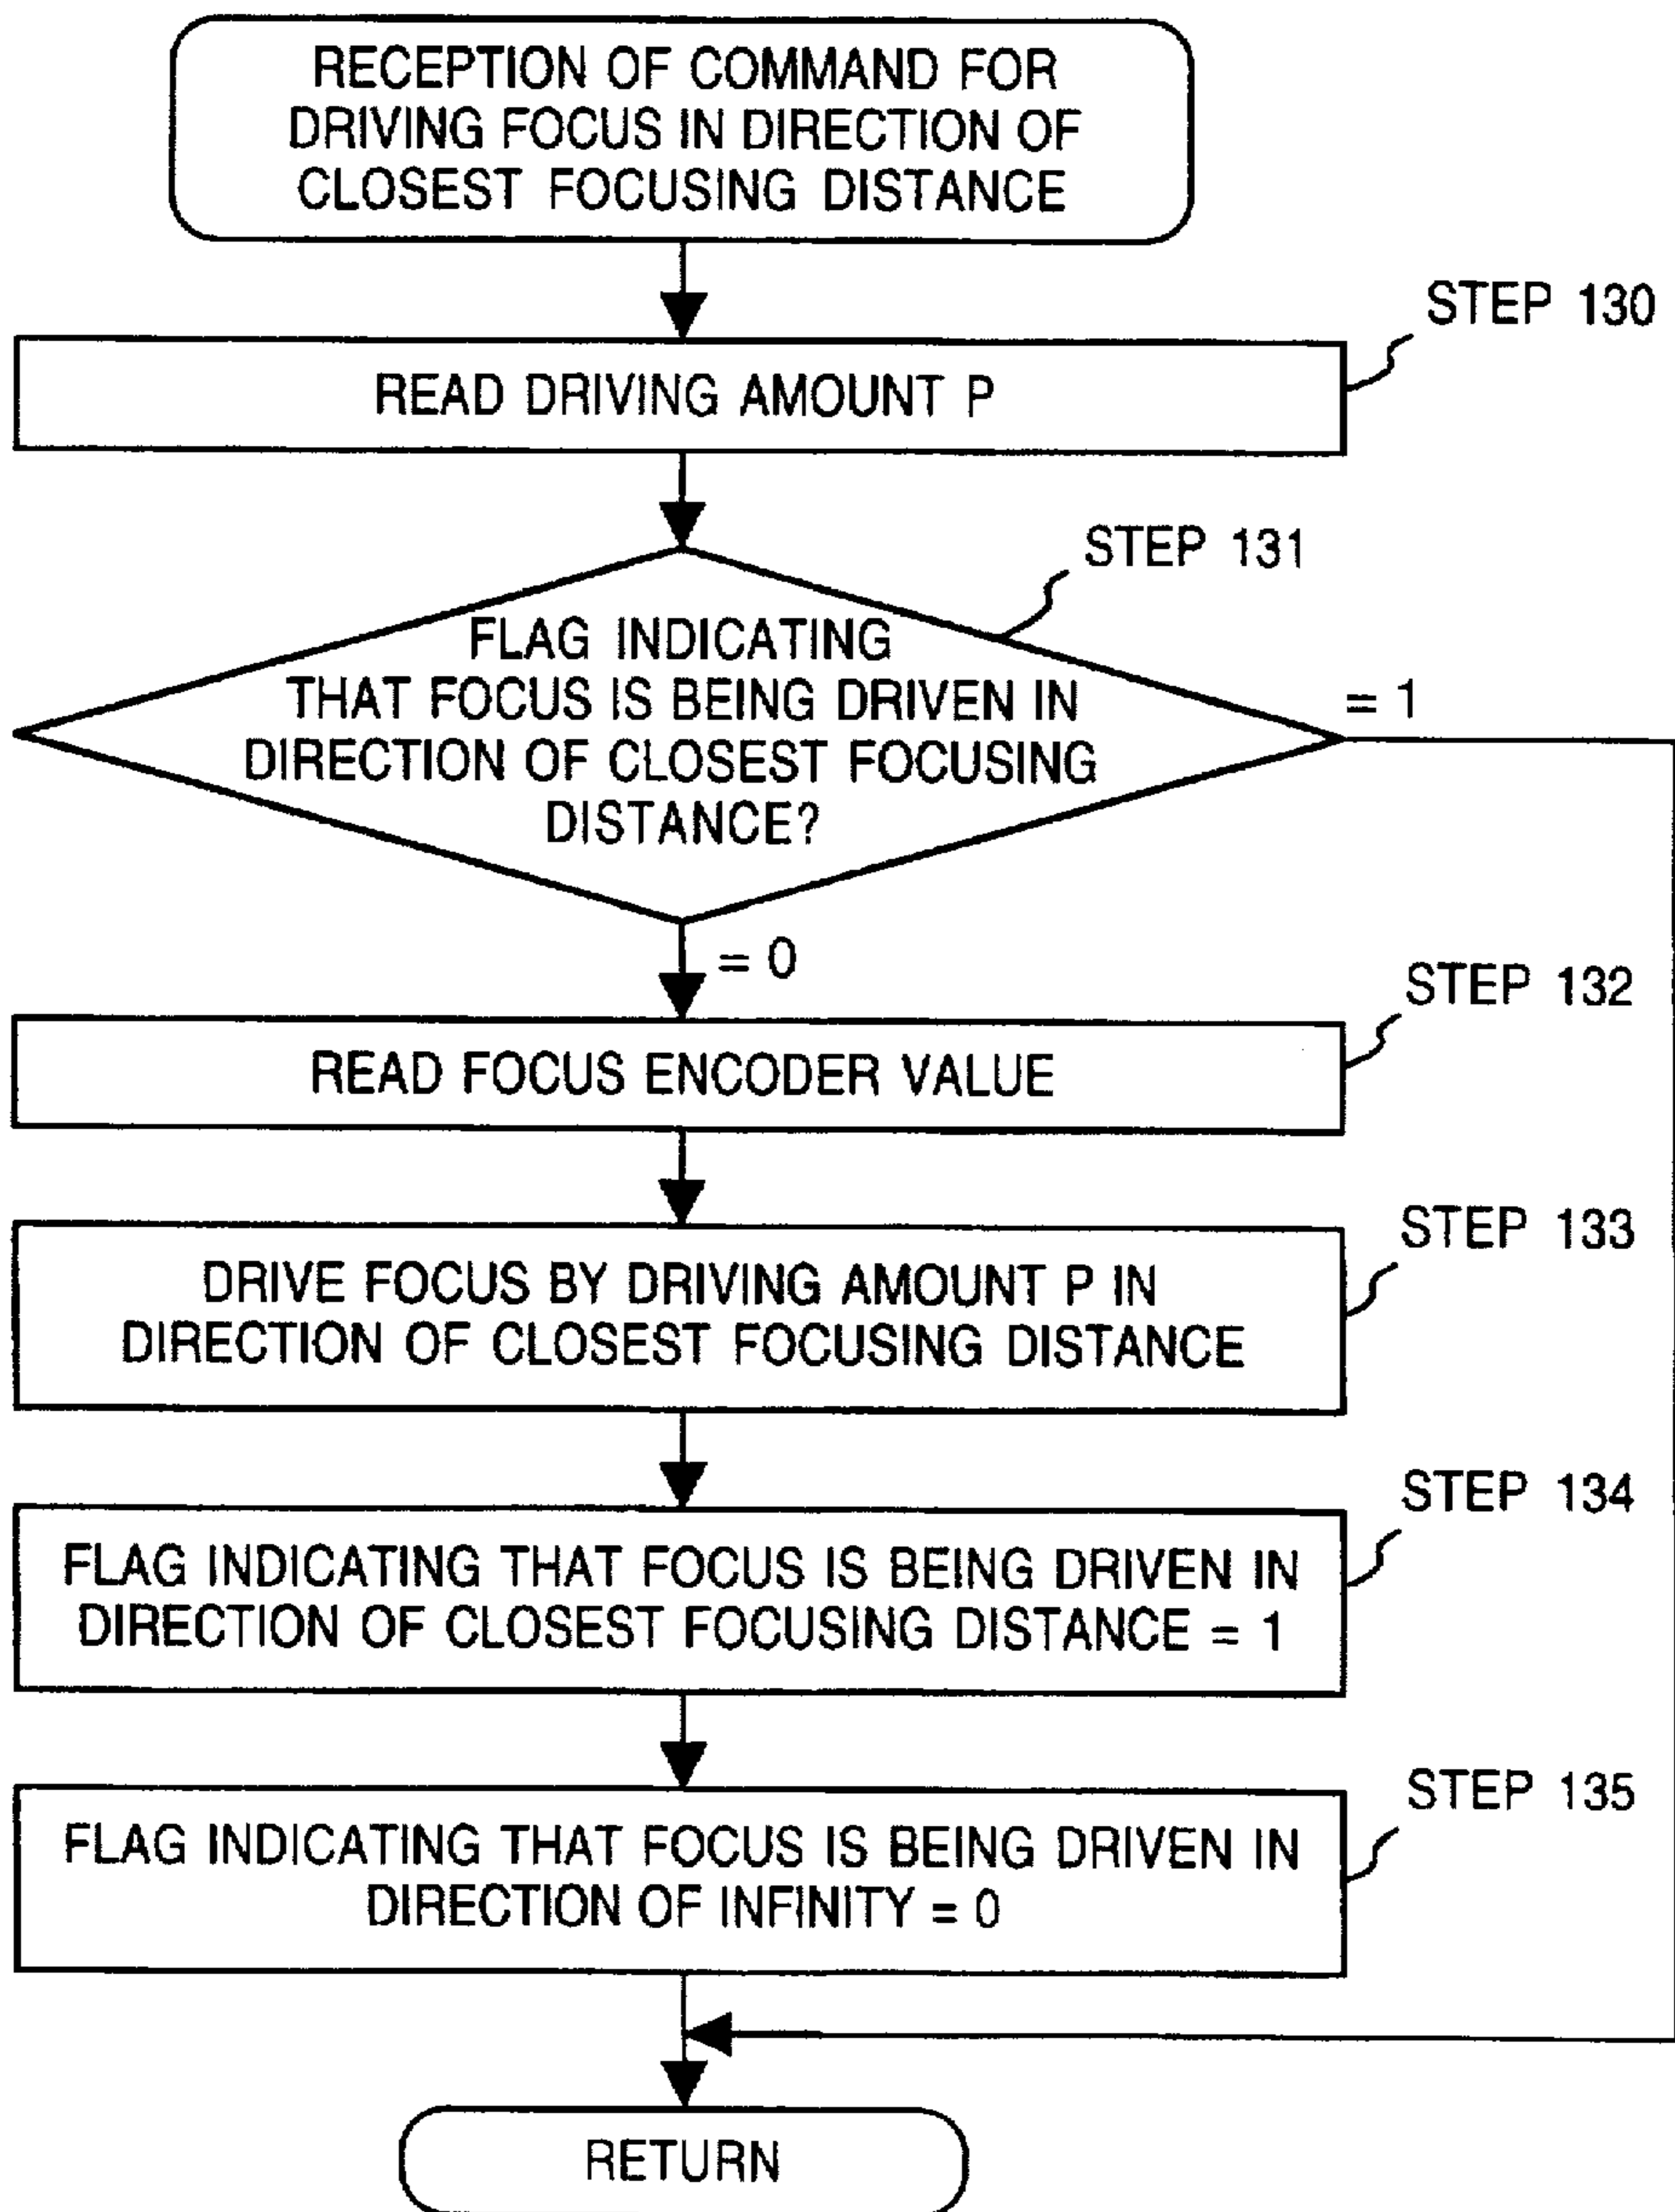 RECEPTION OF COMMAND FOR
DRIVING FOCUS IN DIRECTION OF
CLOSEST FOCUSING DISTANCE
STEP 130
READ DRIVING AMOUNT P
STEP 131
FLAG INDICATING
THAT FOCUS IS BEING DRIVEN IN
DIRECTION OF CLOSEST FOCUSING
DISTANCE?
= 1
= 0
STEP 132
READ FOCUS ENCODER VALUE
STEP 133
DRIVE FOCUS BY DRIVING AMOUNT P IN
DIRECTION OF CLOSEST FOCUSING DISTANCE
STEP 134
FLAG INDICATING THAT FOCUS IS BEING DRIVEN IN
DIRECTION OF CLOSEST FOCUSING DISTANCE = 1
STEP 135
FLAG INDICATING THAT FOCUS IS BEING DRIVEN IN
DIRECTION OF INFINITY = 0
RETURN